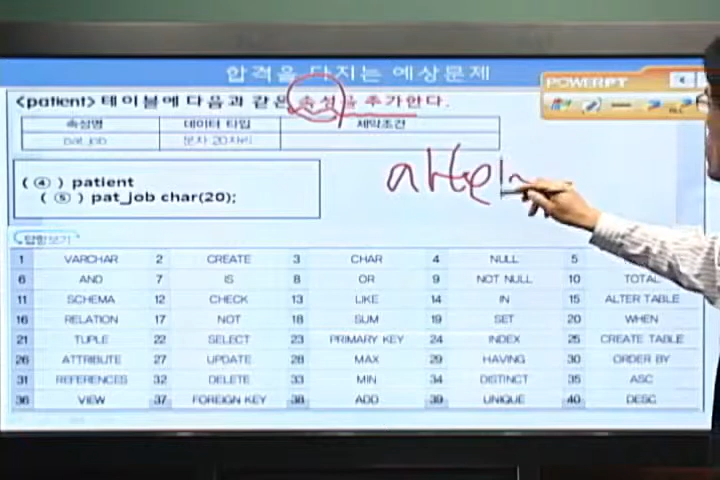 합격을 다지는 예상문제
<patient> 테이블에 다음과 같은 속성을 추가한다.
POWERPT
속성명 데이터 타입 제약조건
pat_job 문자 20자리
alter
( ④ ) patient
( ⑤ ) pat_job char(20);
답항보기
1 VARCHAR 2 CREATE 3 CHAR 4 NULL 5
6 AND 7 IS 8 OR 9 NOT NULL 10 TOTAL
11 SCHEMA 12 CHECK 13 LIKE 14 IN 15 ALTER TABLE
16 RELATION 17 NOT 18 SUM 19 SET 20 WHEN
21 TUPLE 22 SELECT 23 PRIMARY KEY 24 INDEX 25 CREATE TABLE
26 ATTRIBUTE 27 UPDATE 28 MAX 29 HAVING 30 ORDER BY
31 REFERENCES 32 DELETE 33 MIN 34 DISTINCT 35 ASC
36 VIEW 37 FOREIGN KEY 38 ADD 39 UNIQUE 40 DESC